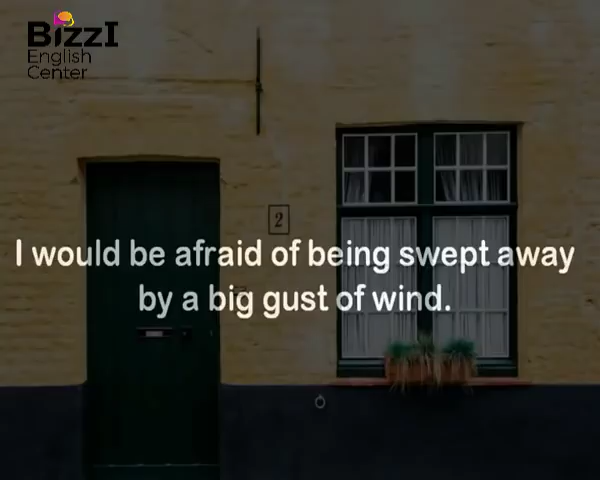 BizzI
English
Center
2
I would be afraid of being swept away
by a big gust of wind.